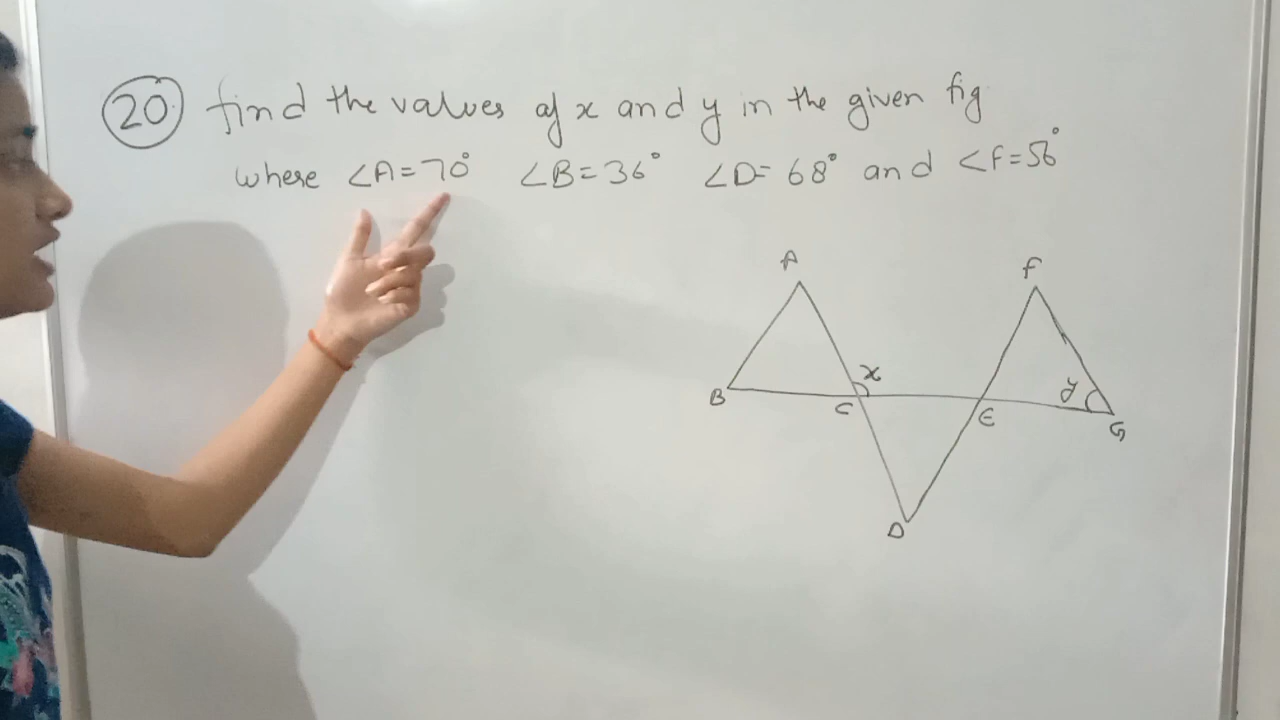 20 find the values of x and y in the given fig
where ∠A=70° ∠B=36° ∠D=68° and ∠F=56°
A
F
x
y
B
C
E
G
D